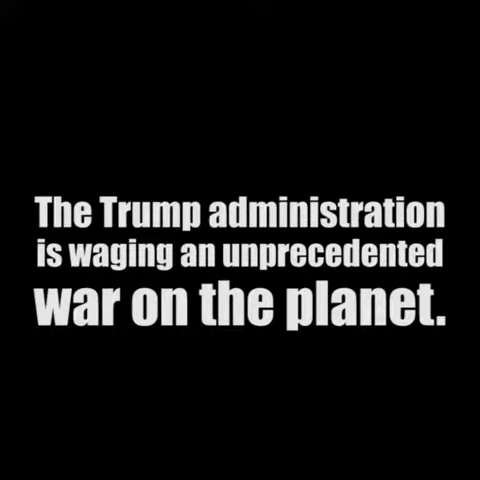 The Trump administration
is waging an unprecedented
war on the planet.